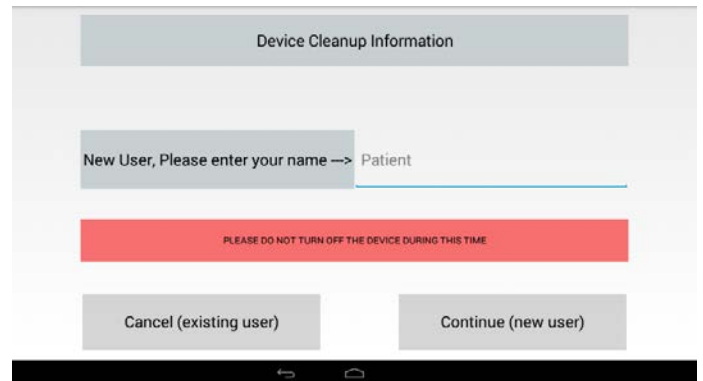 Device Cleanup Information
New User, Please enter your name ---> Patient
PLEASE DO NOT TURN OFF THE DEVICE DURING THIS TIME
Cancel (existing user)
Continue (new user)